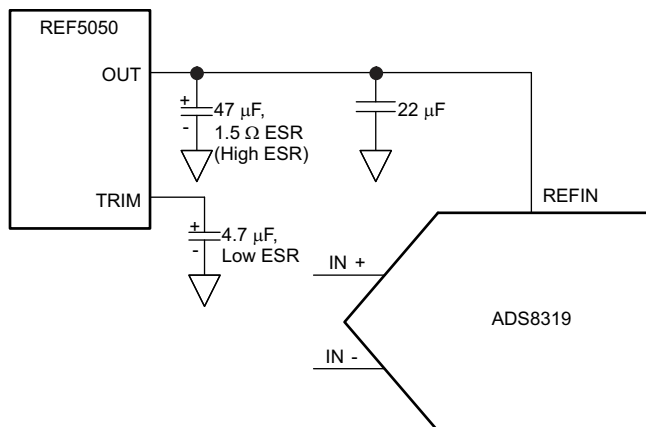 REF5050
OUT
+
-
47 μF,
1.5 Ω ESR
(High ESR)
22 μF
TRIM
+
-
4.7 μF,
Low ESR
REFIN
IN +
ADS8319
IN -